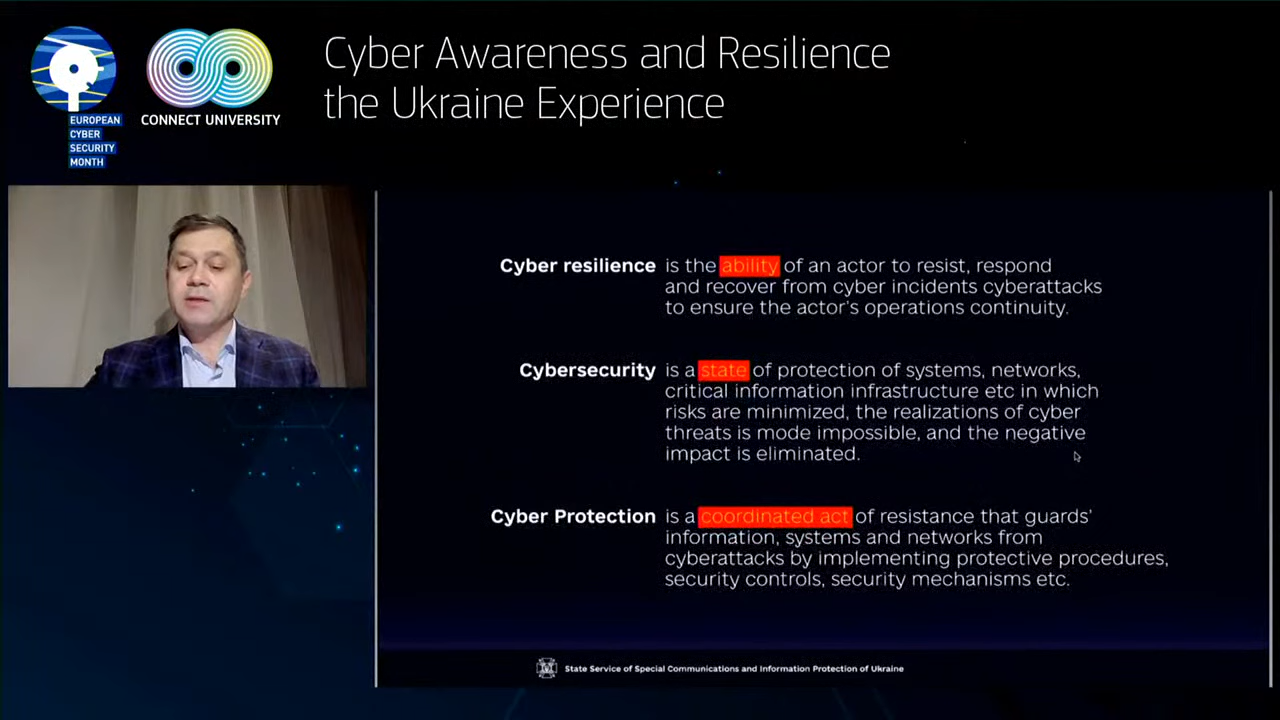 Cyber Awareness and Resilience
the Ukraine Experience
EUROPEAN
CYBER
SECURITY
MONTH
CONNECT UNIVERSITY
Cyber resilience is the ability of an actor to resist, respond
and recover from cyber incidents cyberattacks
to ensure the actor's operations continuity.
Cybersecurity is a state of protection of systems, networks,
critical information infrastructure etc in which
risks are minimized, the realizations of cyber
threats is mode impossible, and the negative
impact is eliminated.
Cyber Protection is a coordinated act of resistance that guards'
information, systems and networks from
cyberattacks by implementing protective procedures,
security controls, security mechanisms etc.
State Service of Special Communications and Information Protection of Ukraine